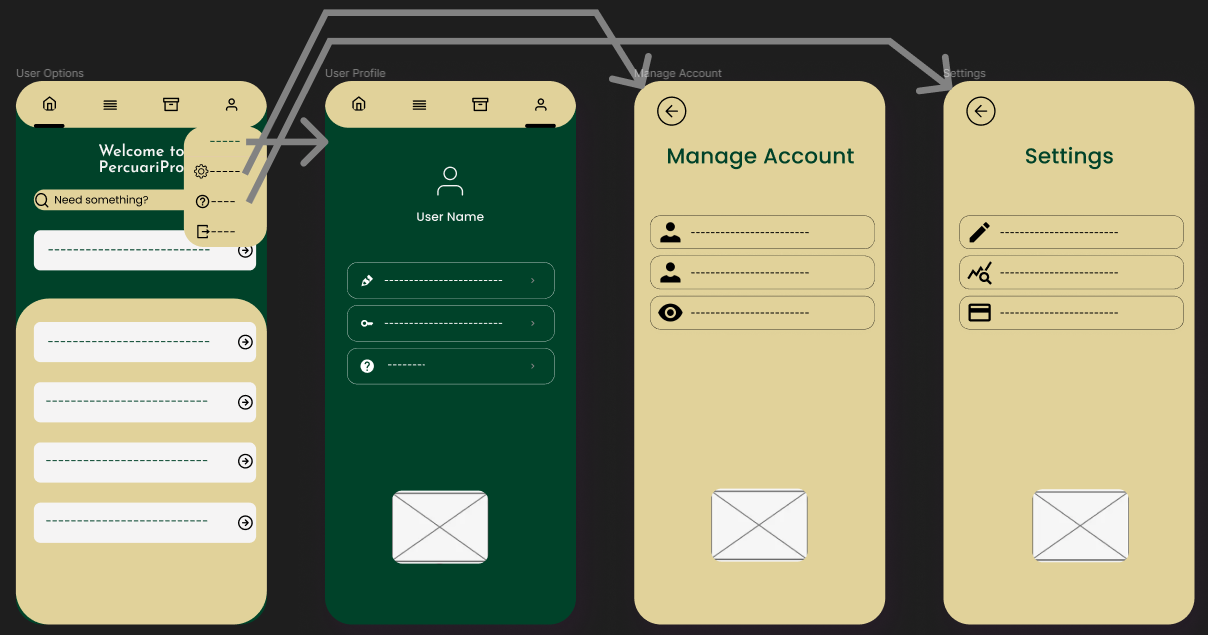 User Options
User Profile
Manage Account
Settings
Welcome to
PercuariPro
Need something?
User Name
Manage Account
Settings